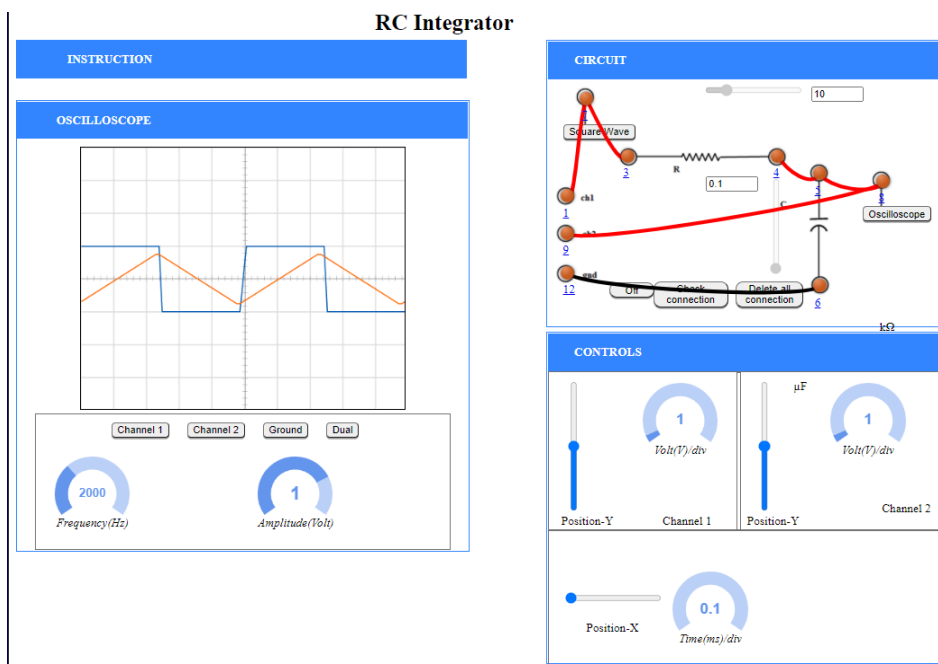 RC Integrator
INSTRUCTION
OSCILLOSCOPE
Channel 1
Channel 2
Ground
Dual
2000
Frequency(Hz)
1
Amplitude(Volt)
CIRCUIT
10
Square Wave
3
R
4
0.1
5
C
8
Oscilloscope
ch1
1
ch2
9
gnd
12
Off
Check connection
Delete all connection
6
kΩ
CONTROLS
1
Volt(V)/div
Position-Y
Channel 1
μF
1
Volt(V)/div
Position-Y
Channel 2
Position-X
0.1
Time(ms)/div